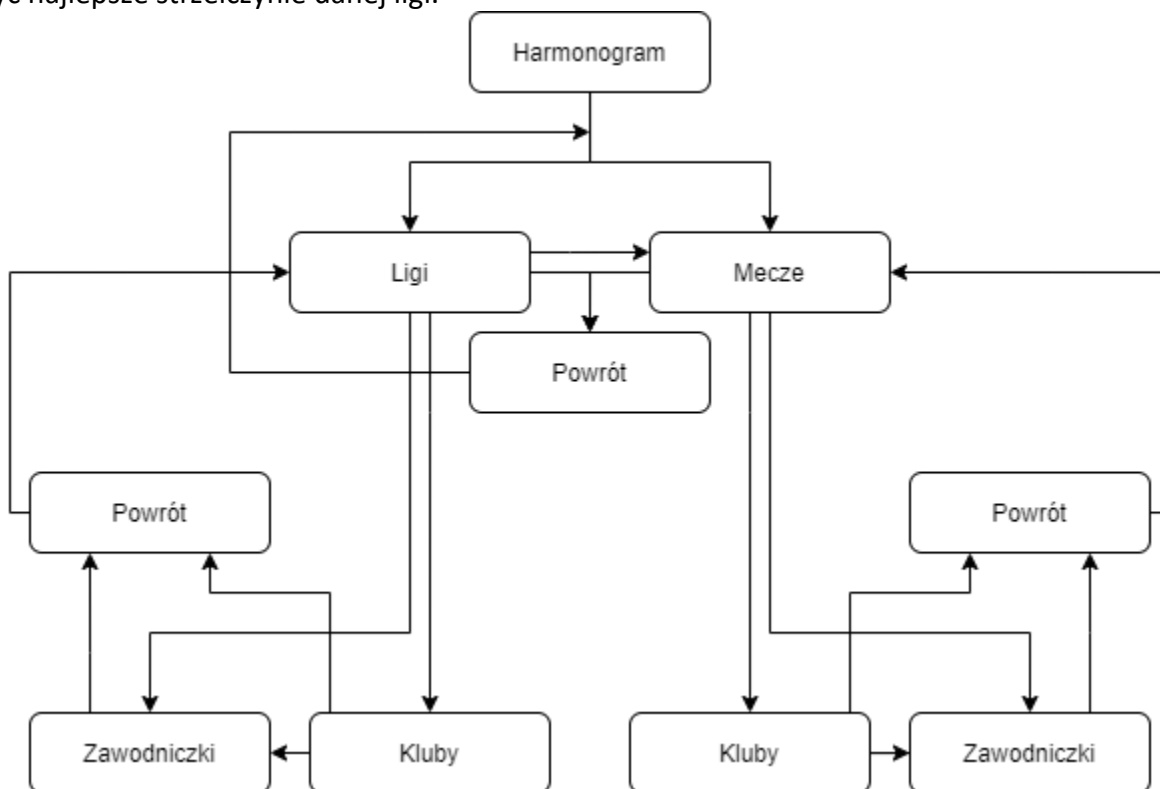 najlepsze strzelczynie danej ligi.
Harmonogram
Ligi
Mecze
Powrót
Powrót
Powrót
Zawodniczki
Kluby
Kluby
Zawodniczki